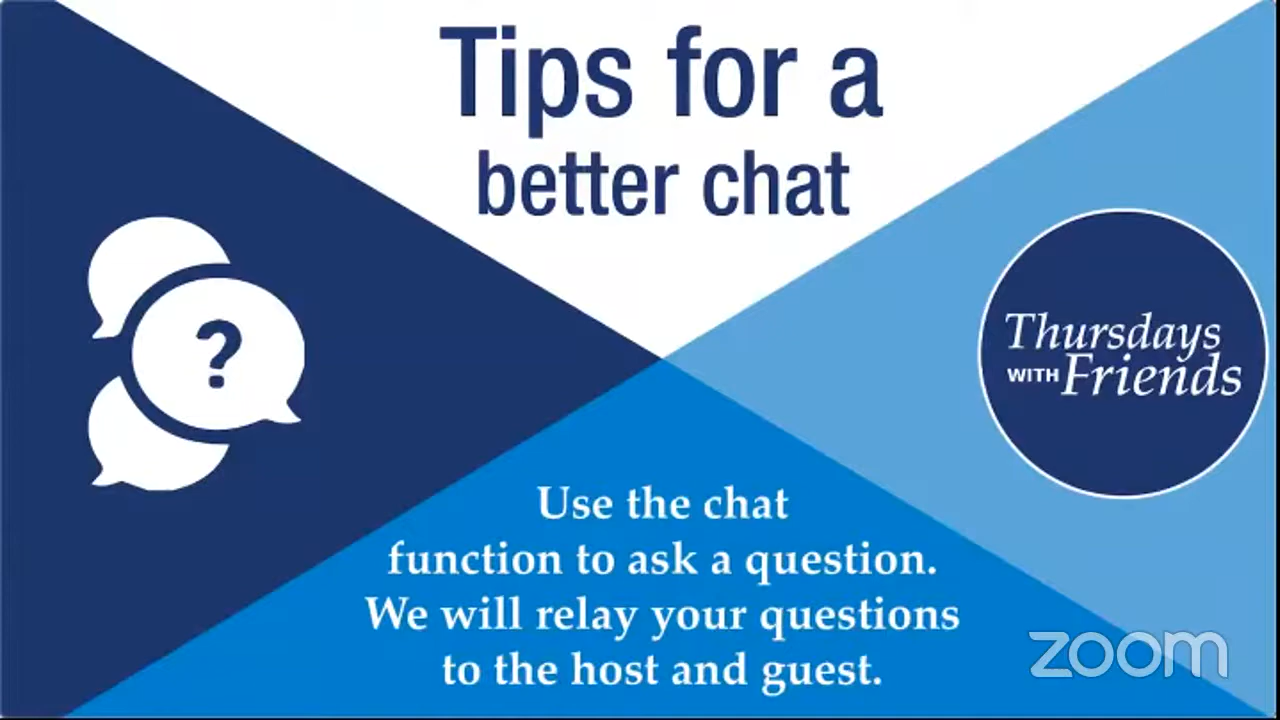 Tips for a
better chat
?
Thursdays
WITH Friends
Use the chat
function to ask a question.
We will relay your questions
to the host and guest.
zoom